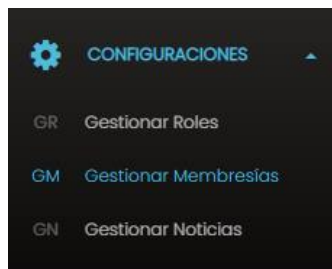 CONFIGURACIONES
GR Gestionar Roles
GM Gestionar Membresías
GN Gestionar Noticias